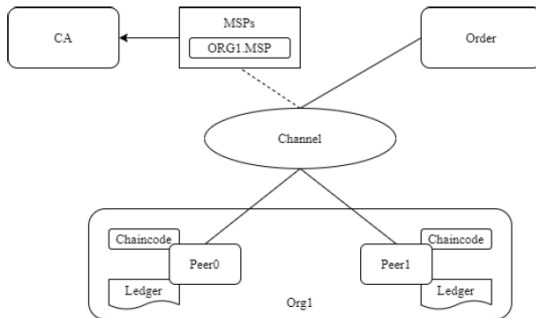 CA
MSPs
ORG1.MSP
Order
Channel
Chaincode
Peer0
Ledger
Peer1
Chaincode
Ledger
Org1